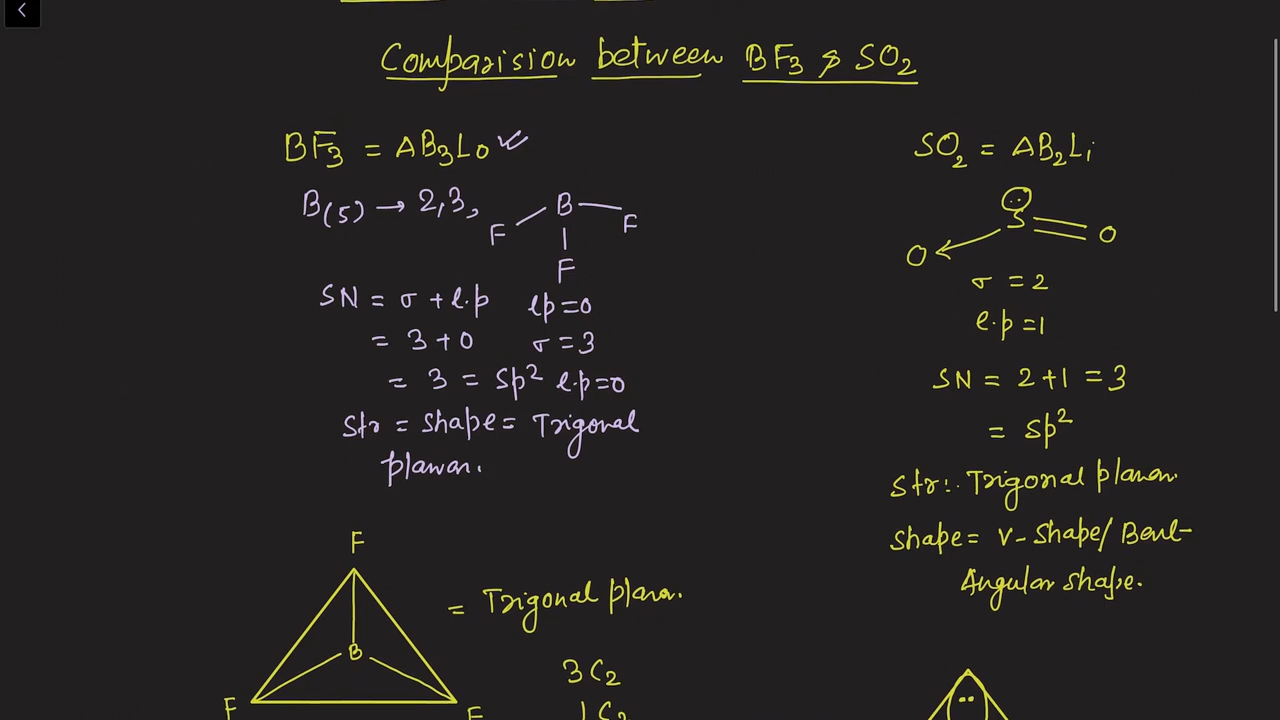 Comparision between BF3 & SO2
BF3 = AB3L0
B(5) → 2,3,
B
F
F
F
SN = σ + l.p
lp=0
= 3+0
σ = 3
= 3 = Sp² l.p=0
Str = shape = Trigonal
planar.
F
B
F
F
= Trigonal planar.
3C2
SO2 = AB2L1
S
O
O
σ = 2
l.p =1
SN = 2+1 =3
= Sp²
Str:. Trigonal planar.
Shape = V-Shape/ Bent-
Angular shape.